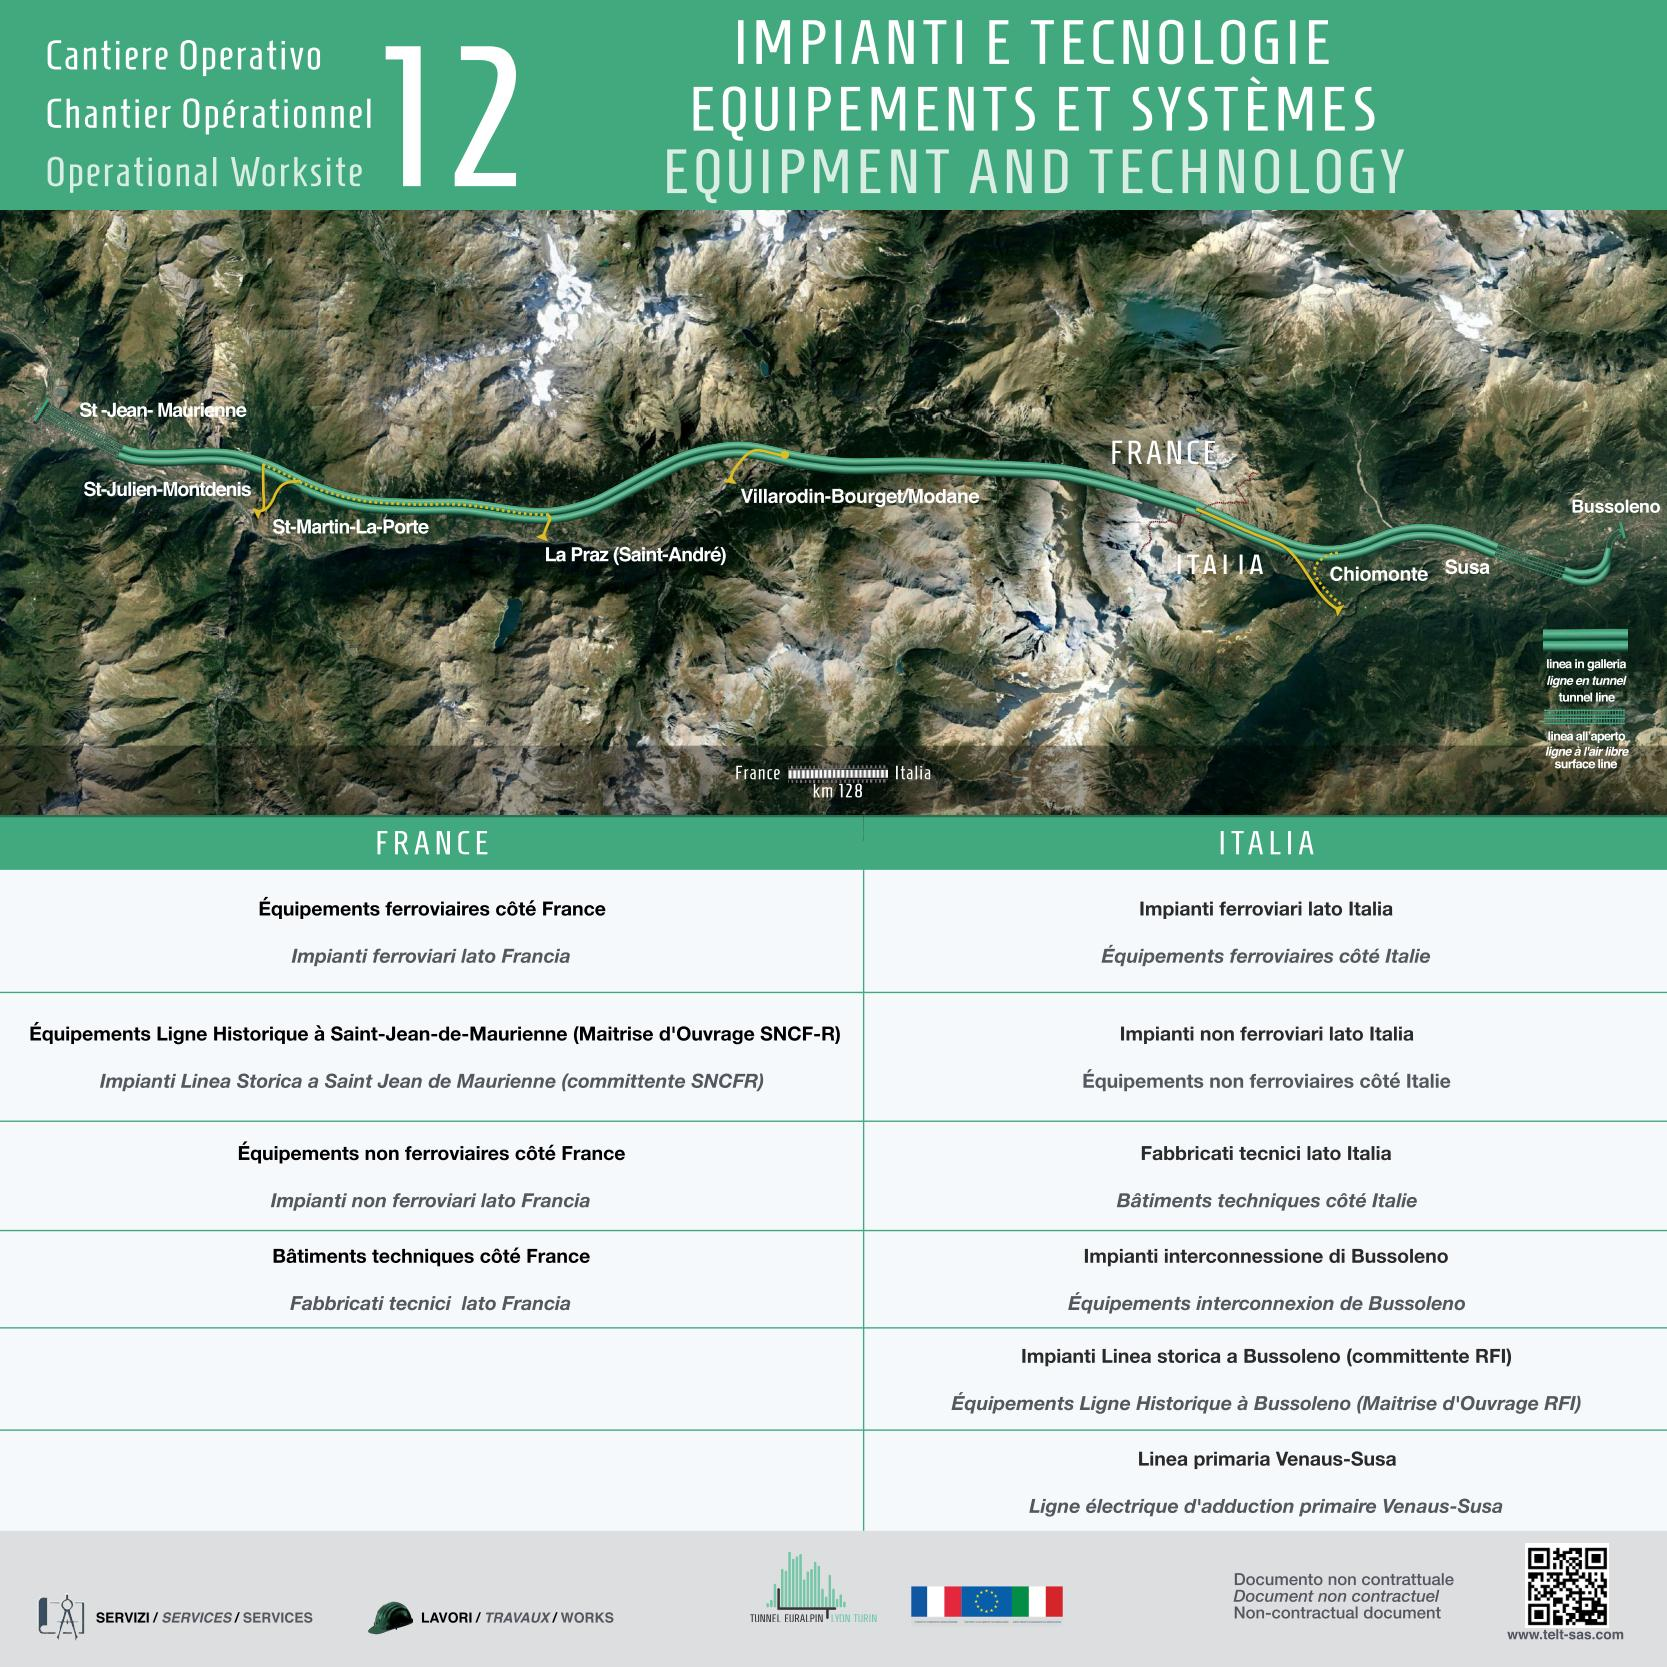 Cantiere Operativo
Chantier Opérationnel
Operational Worksite
12
IMPIANTI E TECNOLOGIE
EQUIPEMENTS ET SYSTÈMES
EQUIPMENT AND TECHNOLOGY
St -Jean- Maurienne
St-Julien-Montdenis
St-Martin-La-Porte
La Praz (Saint-André)
Villarodin-Bourget/Modane
FRANCE
ITALIA
Chiomonte
Susa
Bussoleno
linea in galleria
ligne en tunnel
tunnel line
linea all'aperto
ligne à l'air libre
surface line
France Italia
km 128
FRANCE
ITALIA
Équipements ferroviaires côté France
Impianti ferroviari lato Francia
Impianti ferroviari lato Italia
Équipements ferroviaires côté Italie
Équipements Ligne Historique à Saint-Jean-de-Maurienne (Maitrise d'Ouvrage SNCF-R)
Impianti Linea Storica a Saint Jean de Maurienne (committente SNCFR)
Impianti non ferroviari lato Italia
Équipements non ferroviaires côté Italie
Équipements non ferroviaires côté France
Impianti non ferroviari lato Francia
Fabbricati tecnici lato Italia
Bâtiments techniques côté Italie
Bâtiments techniques côté France
Fabbricati tecnici lato Francia
Impianti interconnessione di Bussoleno
Équipements interconnexion de Bussoleno
Impianti Linea storica a Bussoleno (committente RFI)
Équipements Ligne Historique à Bussoleno (Maitrise d'Ouvrage RFI)
Linea primaria Venaus-Susa
Ligne électrique d'adduction primaire Venaus-Susa
SERVIZI / SERVICES / SERVICES
LAVORI / TRAVAUX / WORKS
TUNNEL EURALPIN LYON TURIN
Documento non contrattuale
Document non contractuel
Non-contractual document
www.telt-sas.com